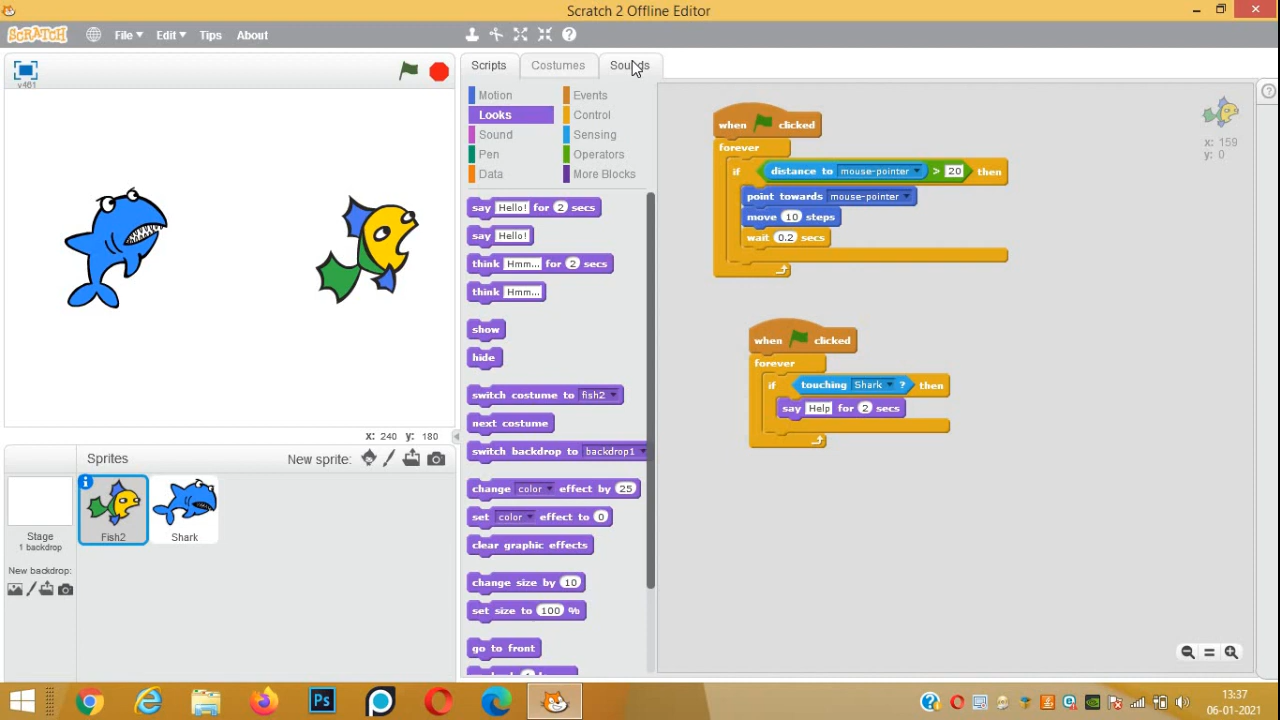 Scratch 2 Offline Editor
SCRATCH File Edit Tips About
v461
Scripts Costumes Sounds
Motion Events
Looks Control
Sound Sensing
Pen Operators
Data More Blocks
say Hello! for 2 secs
say Hello!
think Hmm... for 2 secs
think Hmm...
show
hide
switch costume to fish2
next costume
switch backdrop to backdrop1
change color effect by 25
set color effect to 0
clear graphic effects
change size by 10
set size to 100 %
go to front
when clicked
forever
if distance to mouse-pointer > 20 then
point towards mouse-pointer
move 10 steps
wait 0.2 secs
when clicked
forever
if touching Shark ? then
say Help for 2 secs
x: 159
y: 0
x: 240 y: 180
Sprites New sprite:
Fish2 Shark
Stage
1 backdrop
New backdrop:
Ps
13:37
06-01-2021